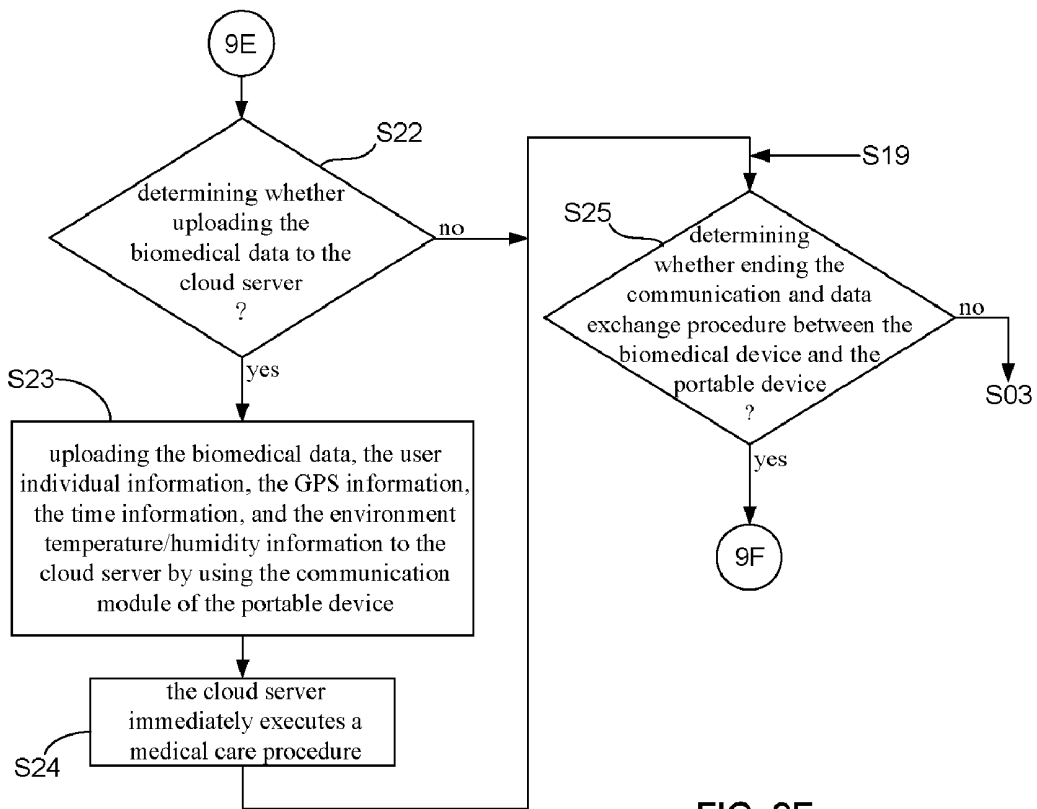 9E
S22
determining whether
uploading the
biomedical data to the
cloud server
?
no
yes
S23
uploading the biomedical data, the user
individual information, the GPS information,
the time information, and the environment
temperature/humidity information to the
cloud server by using the communication
module of the portable device
the cloud server
immediately executes a
medical care procedure
S24
S19
S25
determining
whether ending the
communication and data
exchange procedure between the
biomedical device and the
portable device
?
no
S03
yes
9F